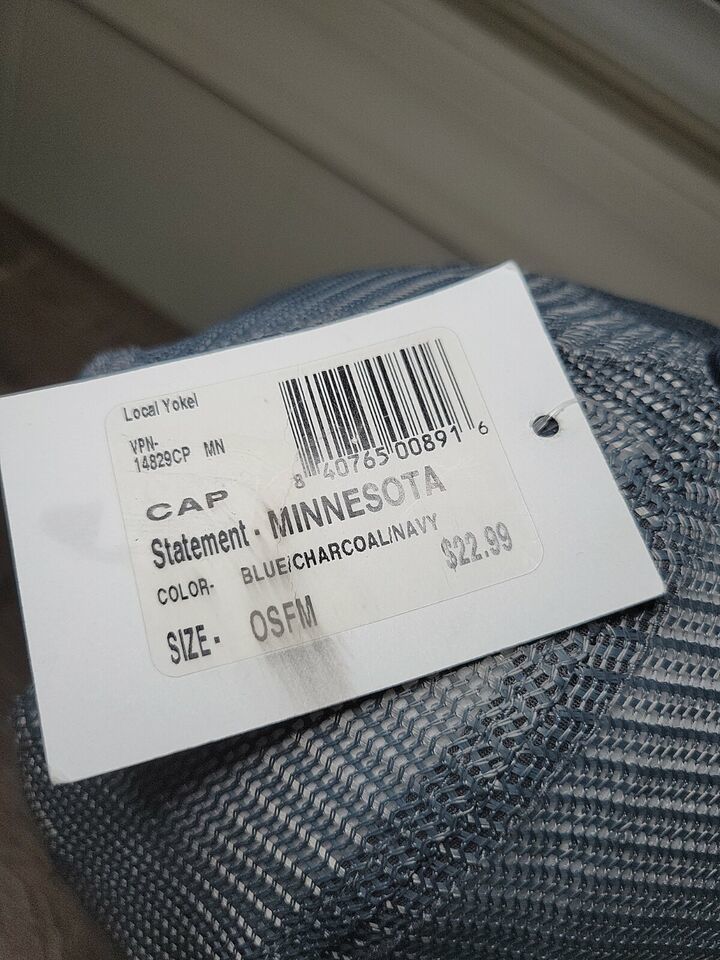 Local Yokel
VPN-
14829CP MN
8 40765 00891 6
CAP
Statement - MINNESOTA
COLOR- BLUE/CHARCOAL/NAVY
$22.99
SIZE- OSFM